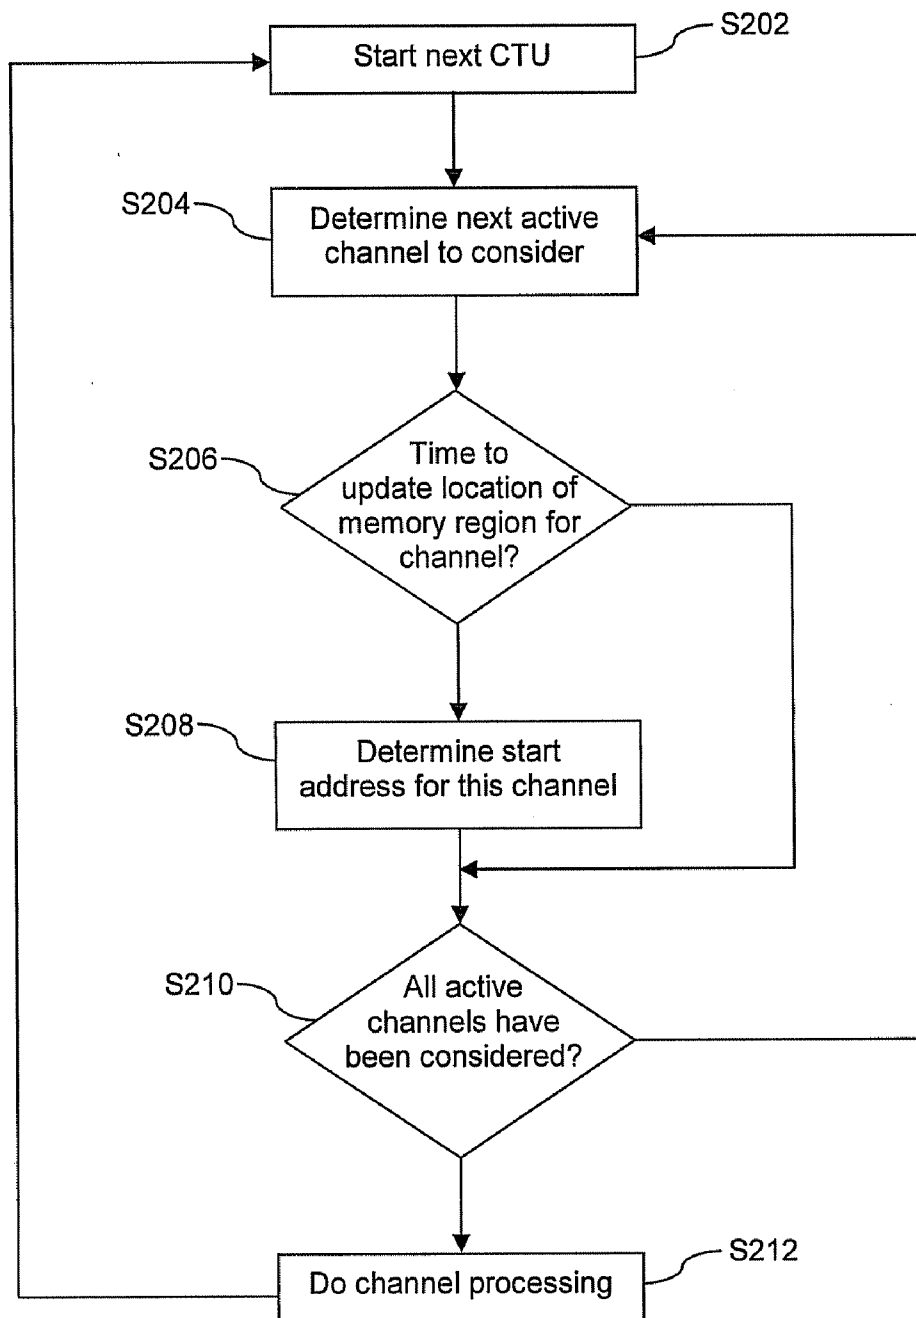 S202
Start next CTU
S204
Determine next active
channel to consider
S206
Time to
update location of
memory region for
channel?
S208
Determine start
address for this channel
S210
All active
channels have
been considered?
S212
Do channel processing